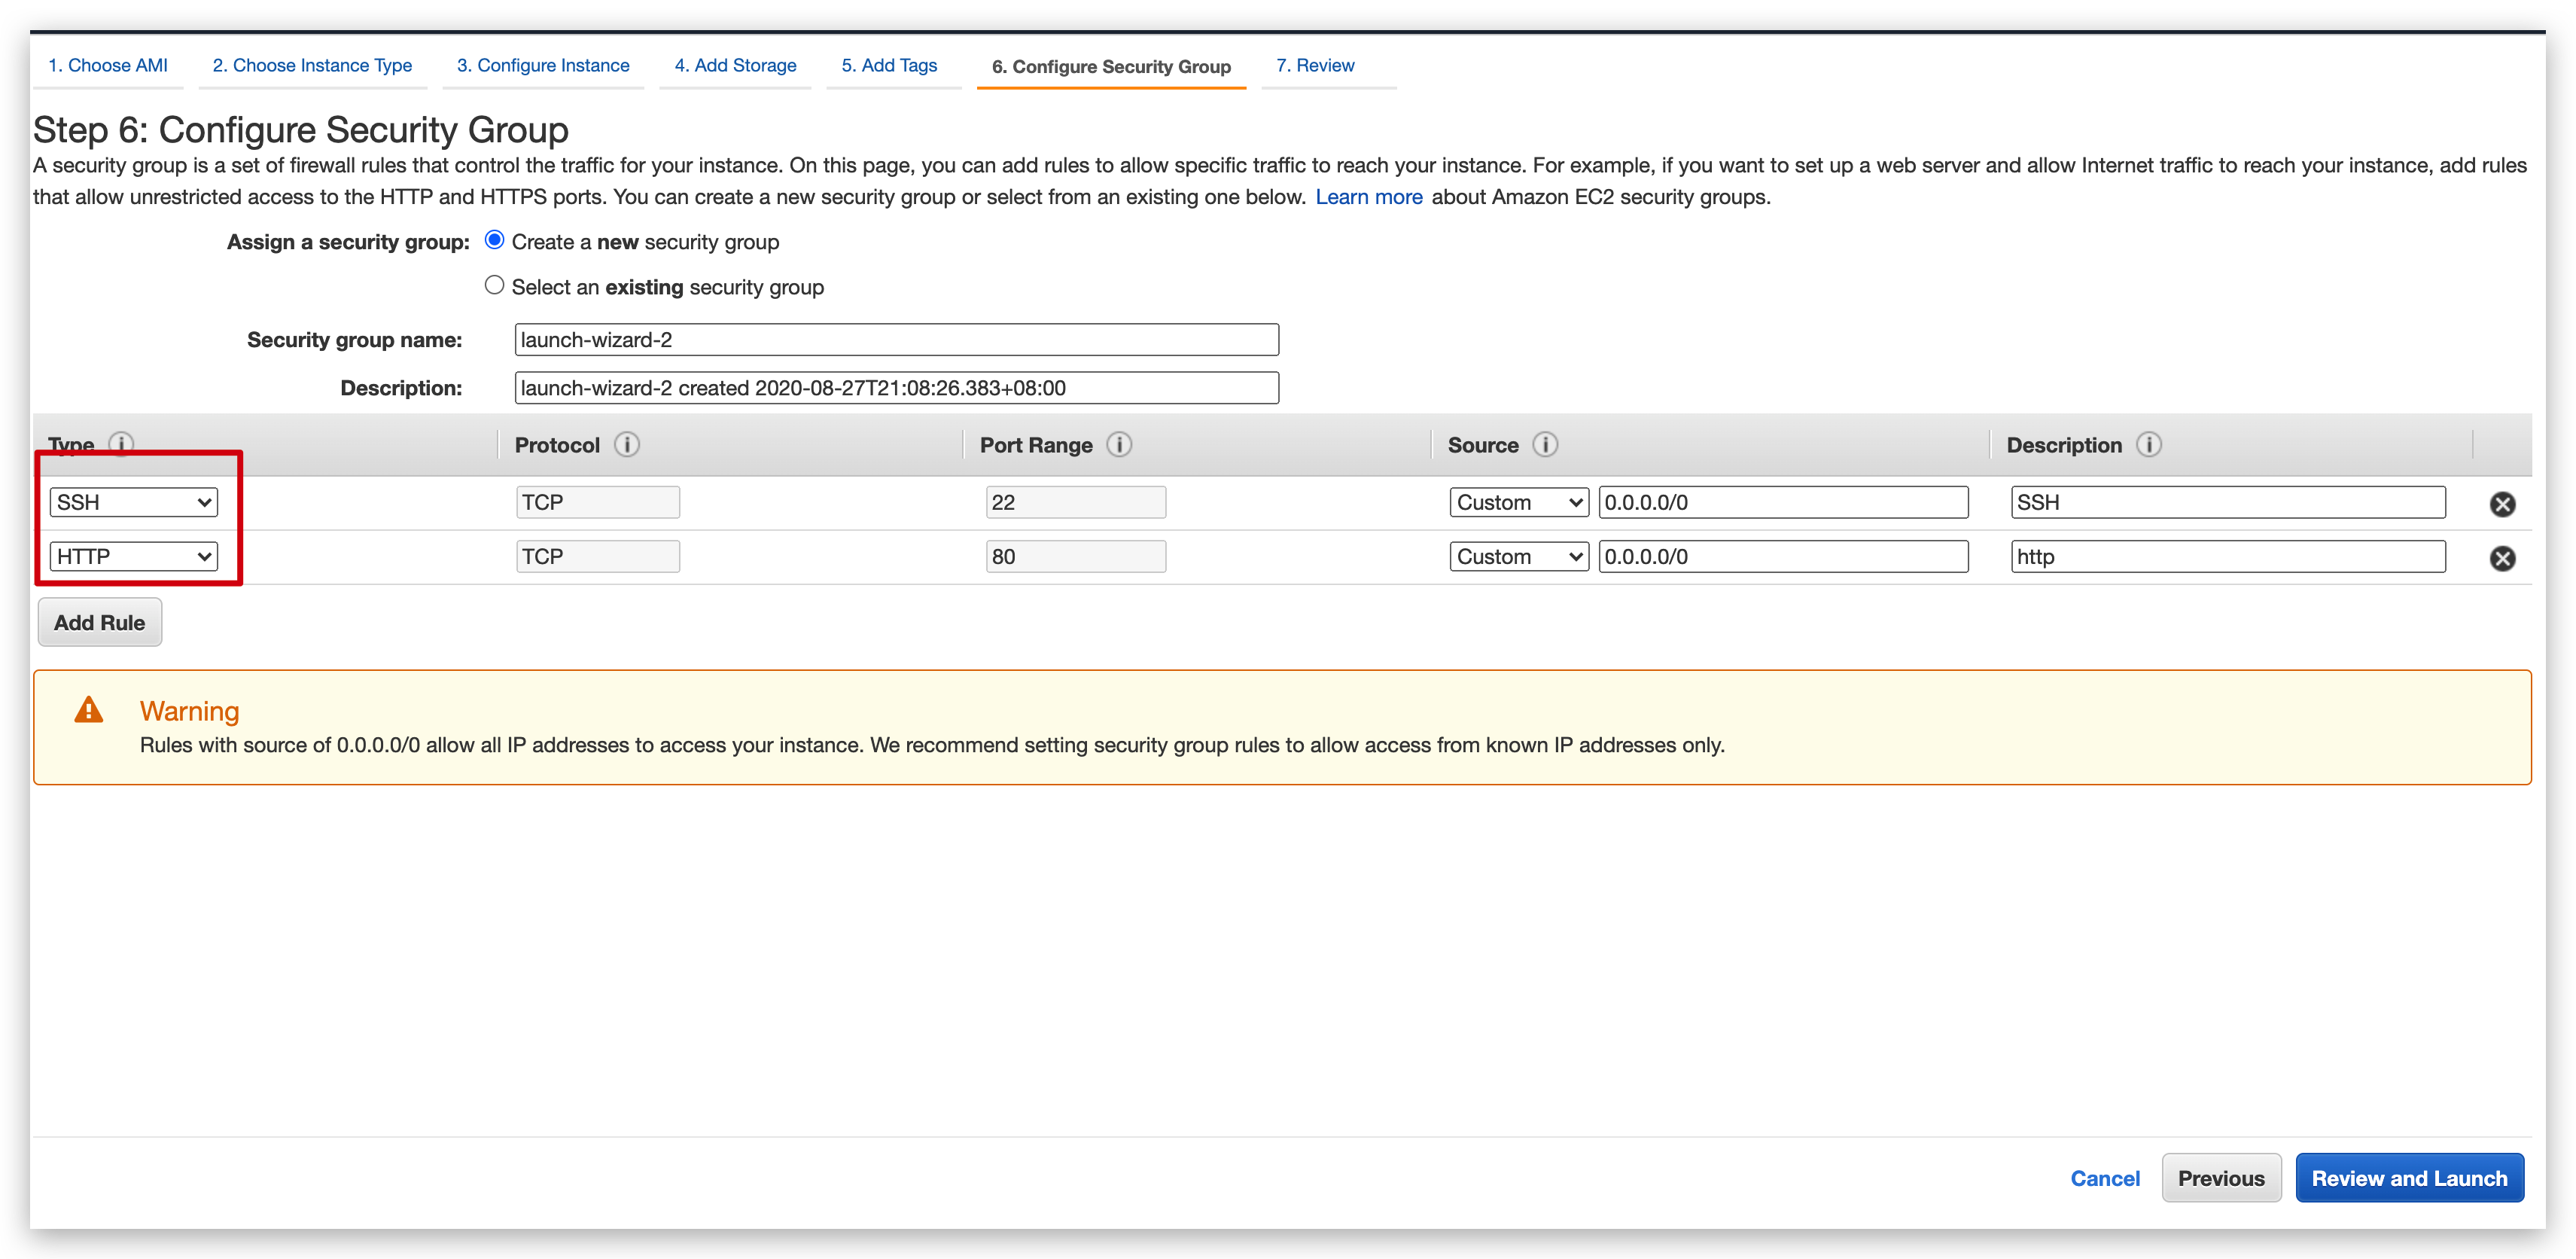 1. Choose AMI 2. Choose Instance Type 3. Configure Instance 4. Add Storage 5. Add Tags 6. Configure Security Group 7. Review
Step 6: Configure Security Group
A security group is a set of firewall rules that control the traffic for your instance. On this page, you can add rules to allow specific traffic to reach your instance. For example, if you want to set up a web server and allow Internet traffic to reach your instance, add rules
that allow unrestricted access to the HTTP and HTTPS ports. You can create a new security group or select from an existing one below. Learn more about Amazon EC2 security groups.
Assign a security group: Create a new security group
Select an existing security group
Security group name: launch-wizard-2
Description: launch-wizard-2 created 2020-08-27T21:08:26.383+08:00
Type Protocol Port Range Source Description
SSH TCP 22 Custom 0.0.0.0/0 SSH
HTTP TCP 80 Custom 0.0.0.0/0 http
Add Rule
Warning
Rules with source of 0.0.0.0/0 allow all IP addresses to access your instance. We recommend setting security group rules to allow access from known IP addresses only.
Cancel Previous Review and Launch